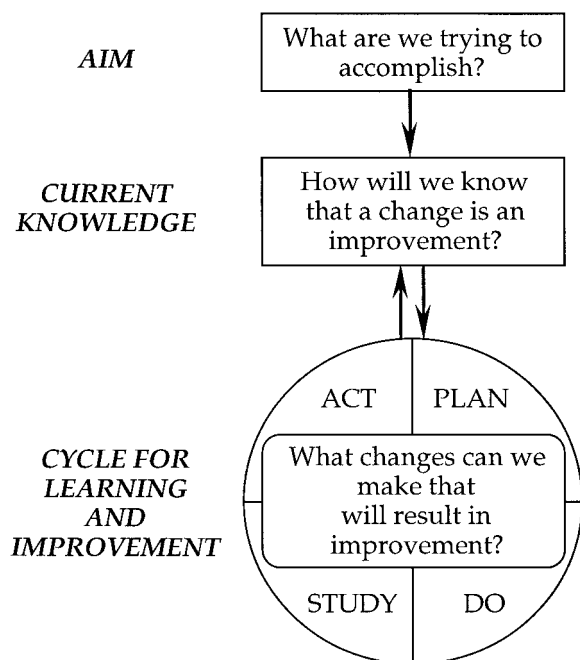 AIM
What are we trying to
accomplish?
CURRENT
KNOWLEDGE
How will we know
that a change is an
improvement?
ACT
PLAN
CYCLE FOR
LEARNING
AND
IMPROVEMENT
What changes can we
make that
will result in
improvement?
STUDY
DO